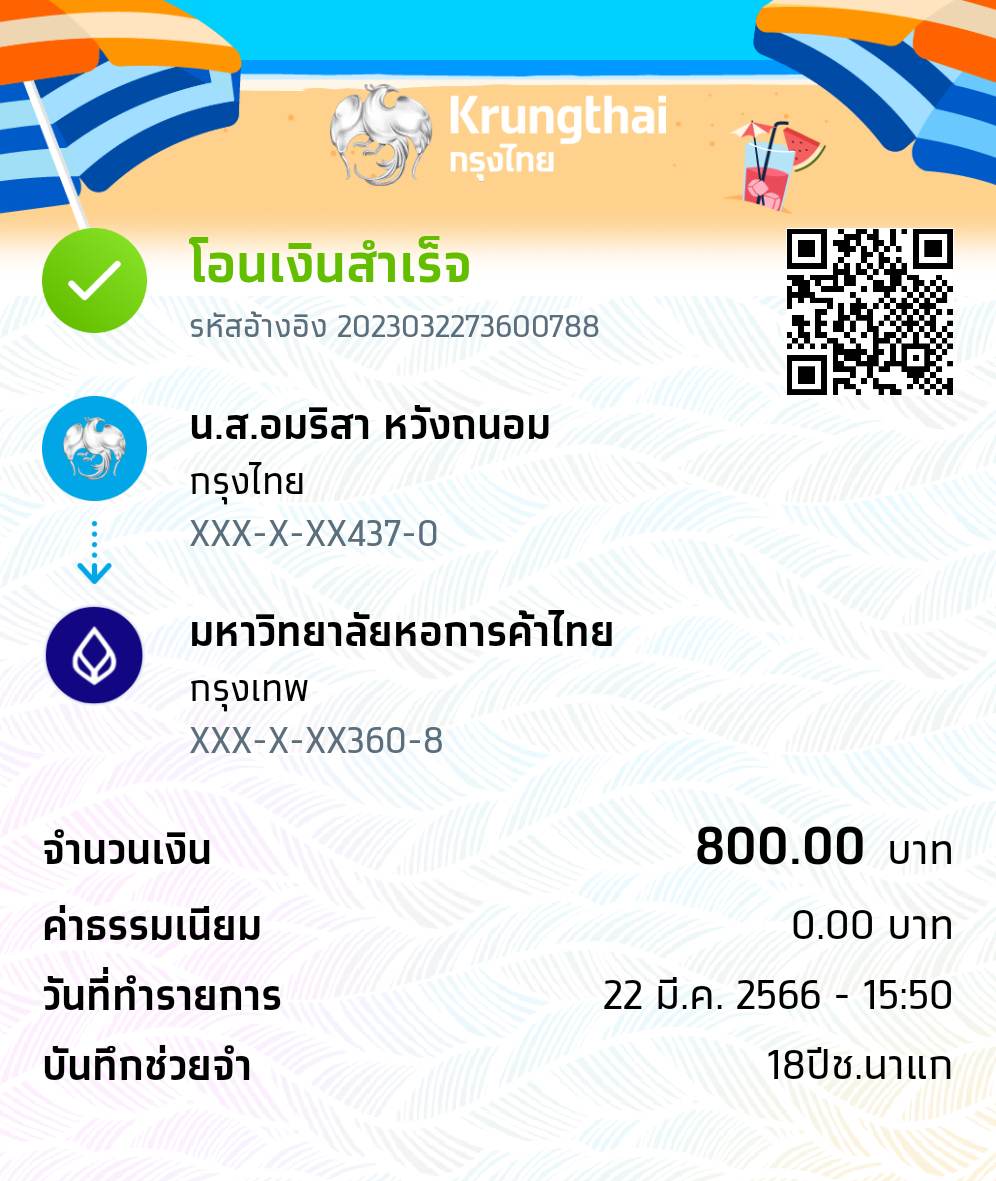 Krungthai
กรุงไทย
โอนเงินสำเร็จ
รหัสอ้างอิง 2023032273600788
น.ส.อมริสา หวังถนอม
กรุงไทย
XXX-X-XX437-0
มหาวิทยาลัยหอการค้าไทย
กรุงเทพ
XXX-X-XX360-8
จำนวนเงิน 800.00 บาท
ค่าธรรมเนียม 0.00 บาท
วันที่ทำรายการ 22 มี.ค. 2566 - 15:50
บันทึกช่วยจำ 18ปีช.นาแก